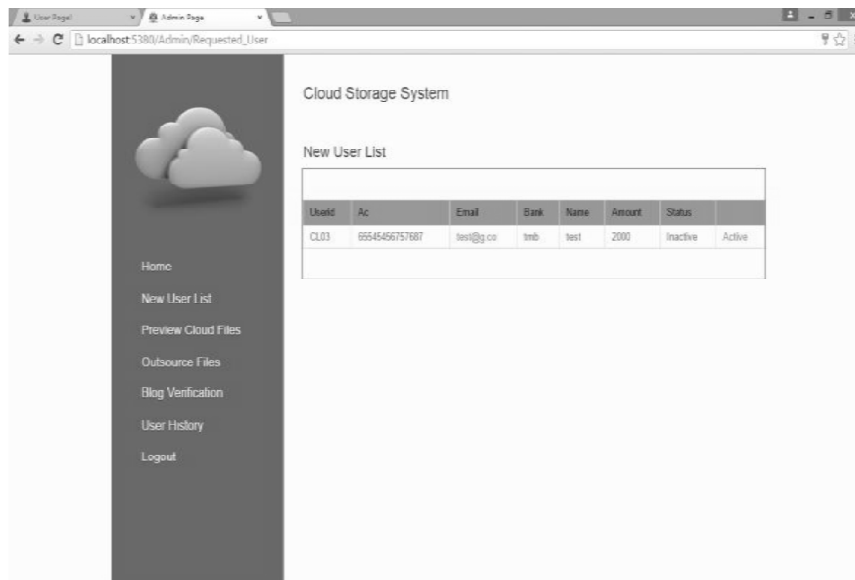 User Page! Admin Page
localhost:5380/Admin/Requested_User
Cloud Storage System
New User List
UserId Ac Email Bank Name Amount Status
CL03 65545456757687 test@g.co tmb test 2000 Inactive Active
Home
New User List
Preview Cloud Files
Outsource Files
Blog Verification
User History
Logout